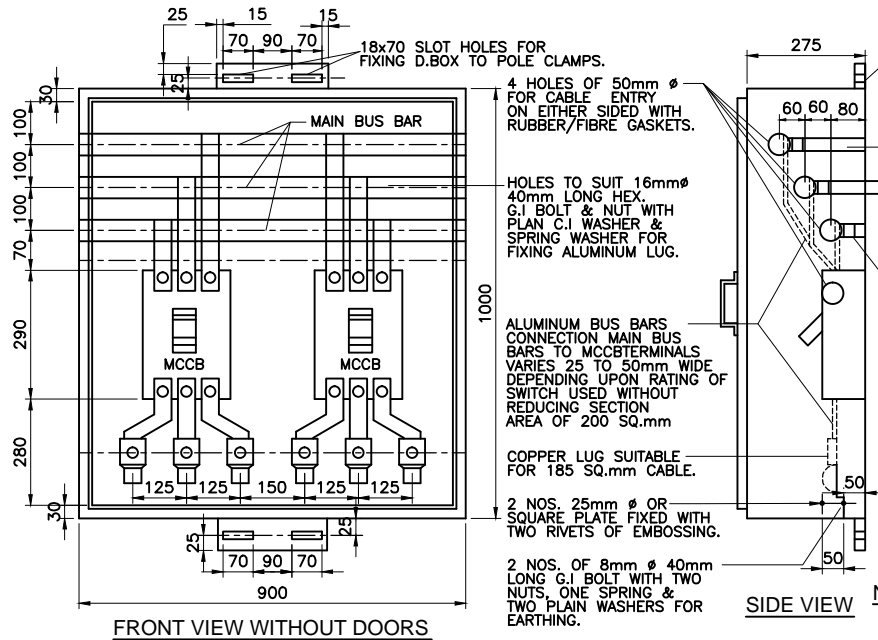 25
15
70
90
70
15
25
30
18x70 SLOT HOLES FOR
FIXING D.BOX TO POLE CLAMPS.
275
4 HOLES OF 50mm ø
FOR CABLE ENTRY
ON EITHER SIDED WITH
RUBBER/FIBRE GASKETS.
60
60
80
MAIN BUS BAR
100
100
100
70
290
280
30
HOLES TO SUIT 16mmø
40mm LONG HEX.
G.I BOLT & NUT WITH
PLAN C.I WASHER &
SPRING WASHER FOR
FIXING ALUMINUM LUG.
1000
MCCB
MCCB
ALUMINUM BUS BARS
CONNECTION MAIN BUS
BARS TO MCCBTERMINALS
VARIES 25 TO 50mm WIDE
DEPENDING UPON RATING OF
SWITCH USED WITHOUT
REDUCING SECTION
AREA OF 200 SQ.mm
COPPER LUG SUITABLE
FOR 185 SQ.mm CABLE.
125
125
150
125
125
50
2 NOS. 25mm ø OR
SQUARE PLATE FIXED WITH
TWO RIVETS OF EMBOSSING.
25
25
70
90
70
50
2 NOS. OF 8mm ø 40mm
LONG G.I BOLT WITH TWO
NUTS, ONE SPRING &
TWO PLAIN WASHERS FOR
EARTHING.
900
FRONT VIEW WITHOUT DOORS
SIDE VIEW